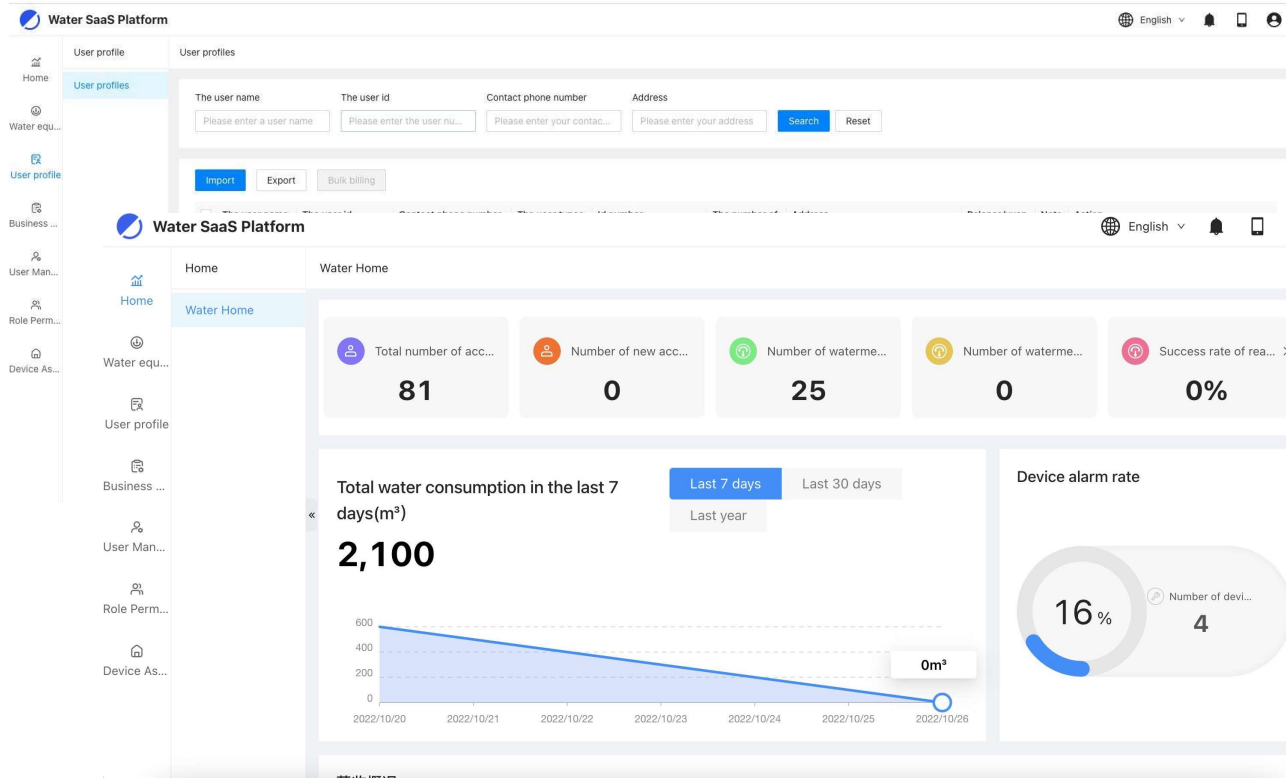 Water SaaS Platform
English
Home
Water equ...
User profile
Business ...
User Man...
Role Perm...
Device As...
User profile
User profiles
User profiles
The user name
The user id
Contact phone number
Address
Please enter a user name
Please enter the user nu...
Please enter your contac...
Please enter your address
Search
Reset
Import
Export
Bulk billing
Water SaaS Platform
English
Home
Water equ...
User profile
Business ...
User Man...
Role Perm...
Device As...
Home
Water Home
Water Home
Total number of acc...
81
Number of new acc...
0
Number of waterme...
25
Number of waterme...
0
Success rate of rea...
0%
Total water consumption in the last 7
days(m³)
2,100
Last 7 days
Last 30 days
Last year
600
400
200
0
0m³
2022/10/20 2022/10/21 2022/10/22 2022/10/23 2022/10/24 2022/10/25 2022/10/26
Device alarm rate
16 %
Number of devi...
4